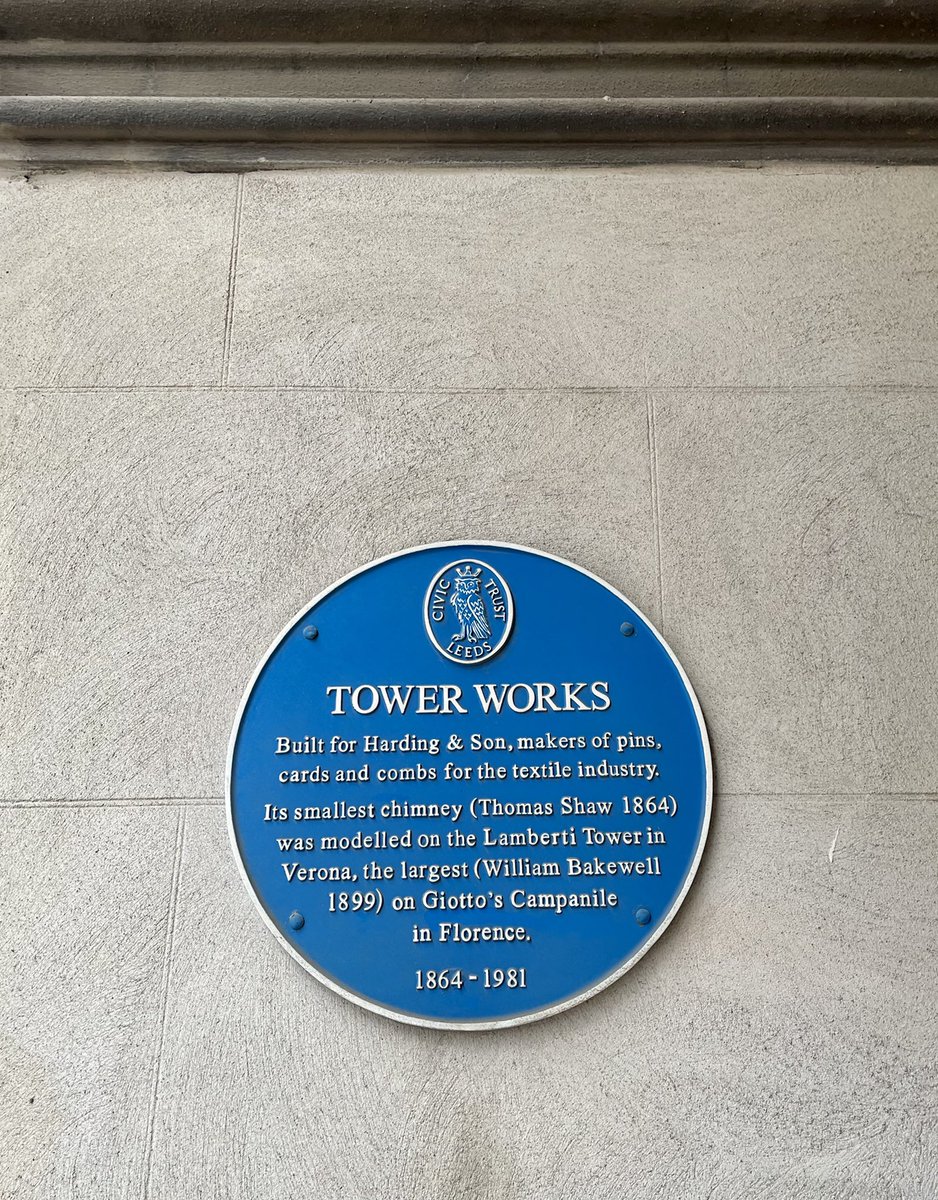 CIVIC TRUST
LEEDS
TOWER WORKS
Built for Harding & Son, makers of pins,
cards and combs for the textile industry.
Its smallest chimney (Thomas Shaw 1864)
was modelled on the Lamberti Tower in
Verona, the largest (William Bakewell
1899) on Giotto's Campanile
in Florence.
1864 - 1981